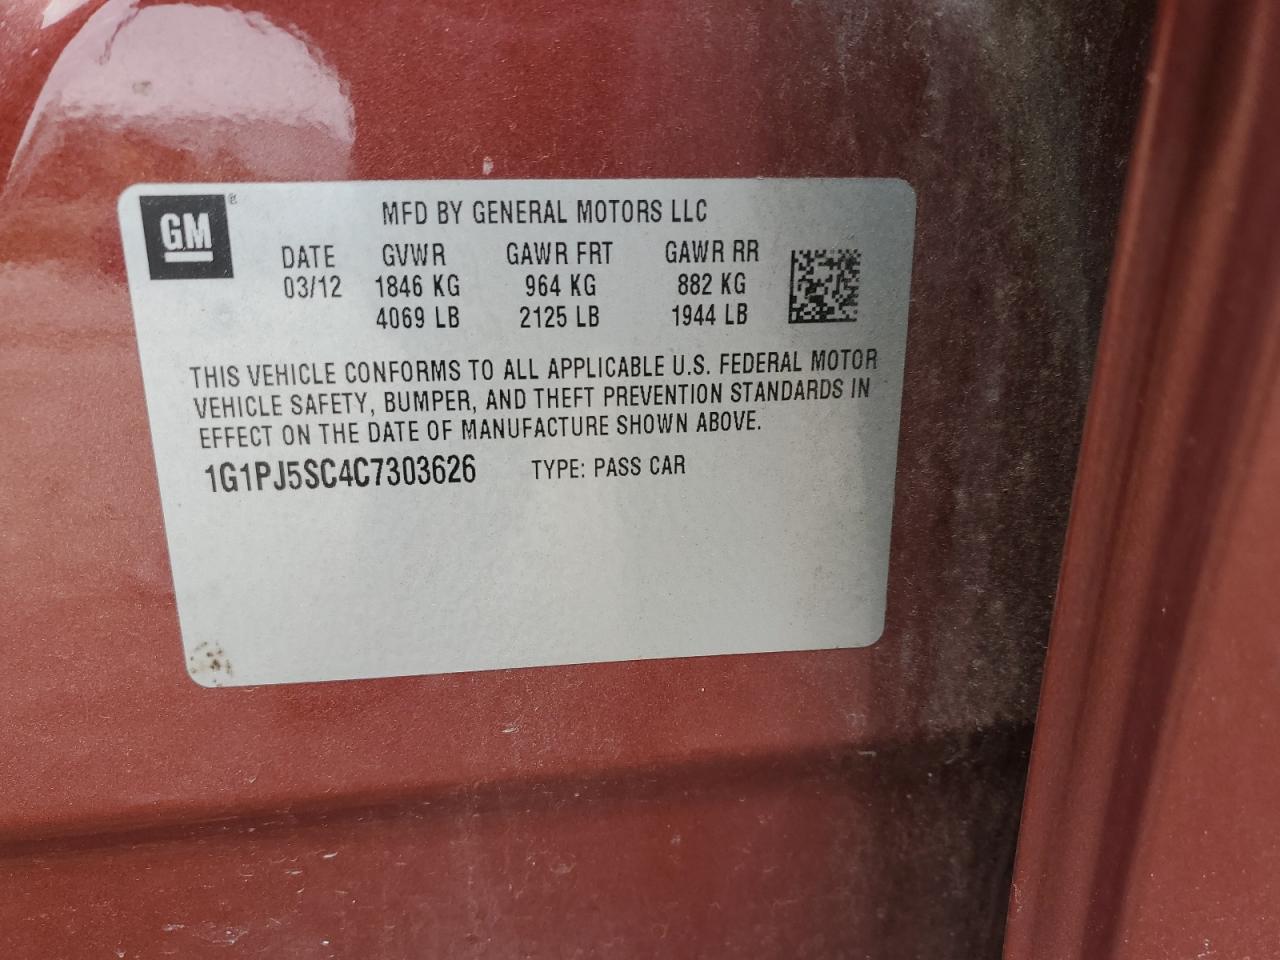 GM ®
MFD BY GENERAL MOTORS LLC
DATE GVWR GAWR FRT GAWR RR
03/12 1846 KG 964 KG 882 KG
4069 LB 2125 LB 1944 LB
THIS VEHICLE CONFORMS TO ALL APPLICABLE U.S. FEDERAL MOTOR
VEHICLE SAFETY, BUMPER, AND THEFT PREVENTION STANDARDS IN
EFFECT ON THE DATE OF MANUFACTURE SHOWN ABOVE.
1G1PJ5SC4C7303626 TYPE: PASS CAR